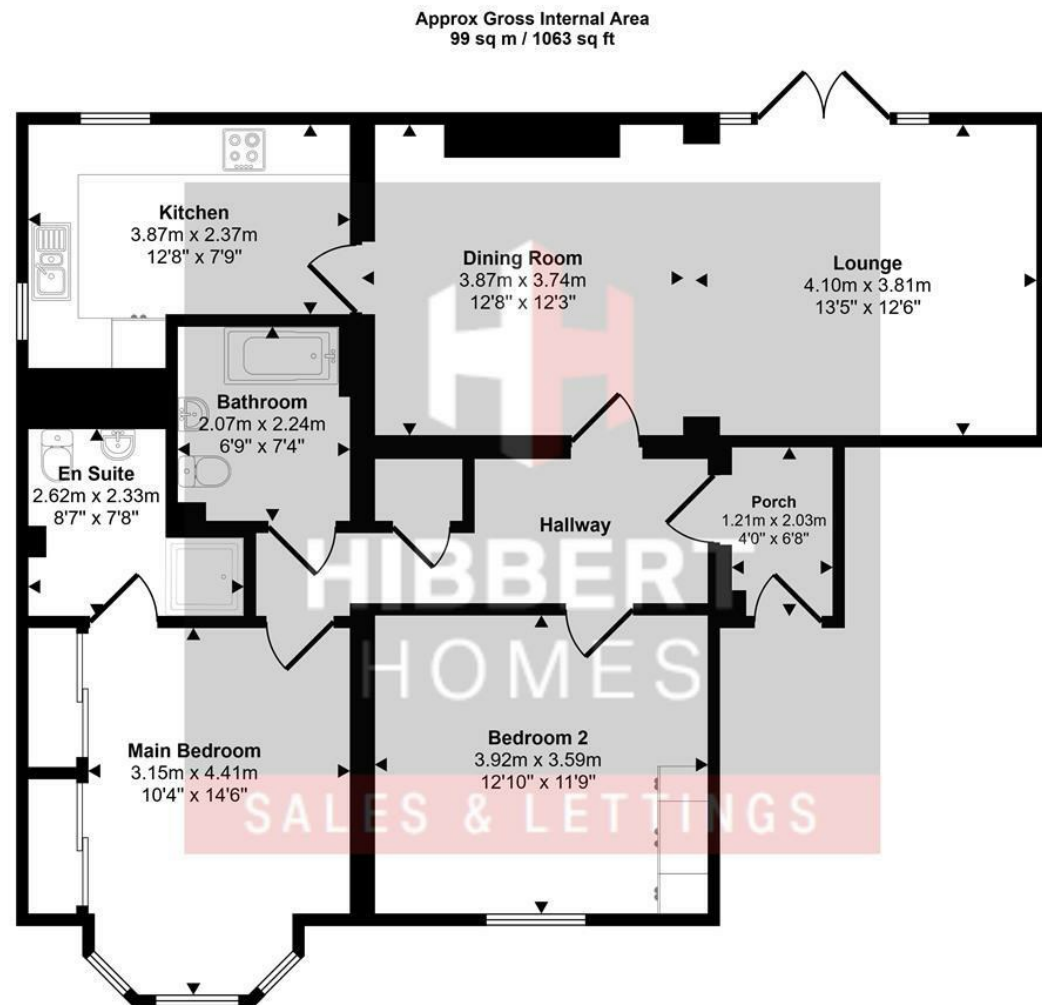 Approx Gross Internal Area
99 sq m / 1063 sq ft
Kitchen
3.87m x 2.37m
12'8" x 7'9"
Dining Room
3.87m x 3.74m
12'8" x 12'3"
Lounge
4.10m x 3.81m
13'5" x 12'6"
Bathroom
2.07m x 2.24m
6'9" x 7'4"
En Suite
2.62m x 2.33m
8'7" x 7'8"
Hallway
Porch
1.21m x 2.03m
4'0" x 6'8"
HIBBERT
HOMES
Main Bedroom
3.15m x 4.41m
10'4" x 14'6"
Bedroom 2
3.92m x 3.59m
12'10" x 11'9"
SALES & LETTINGS